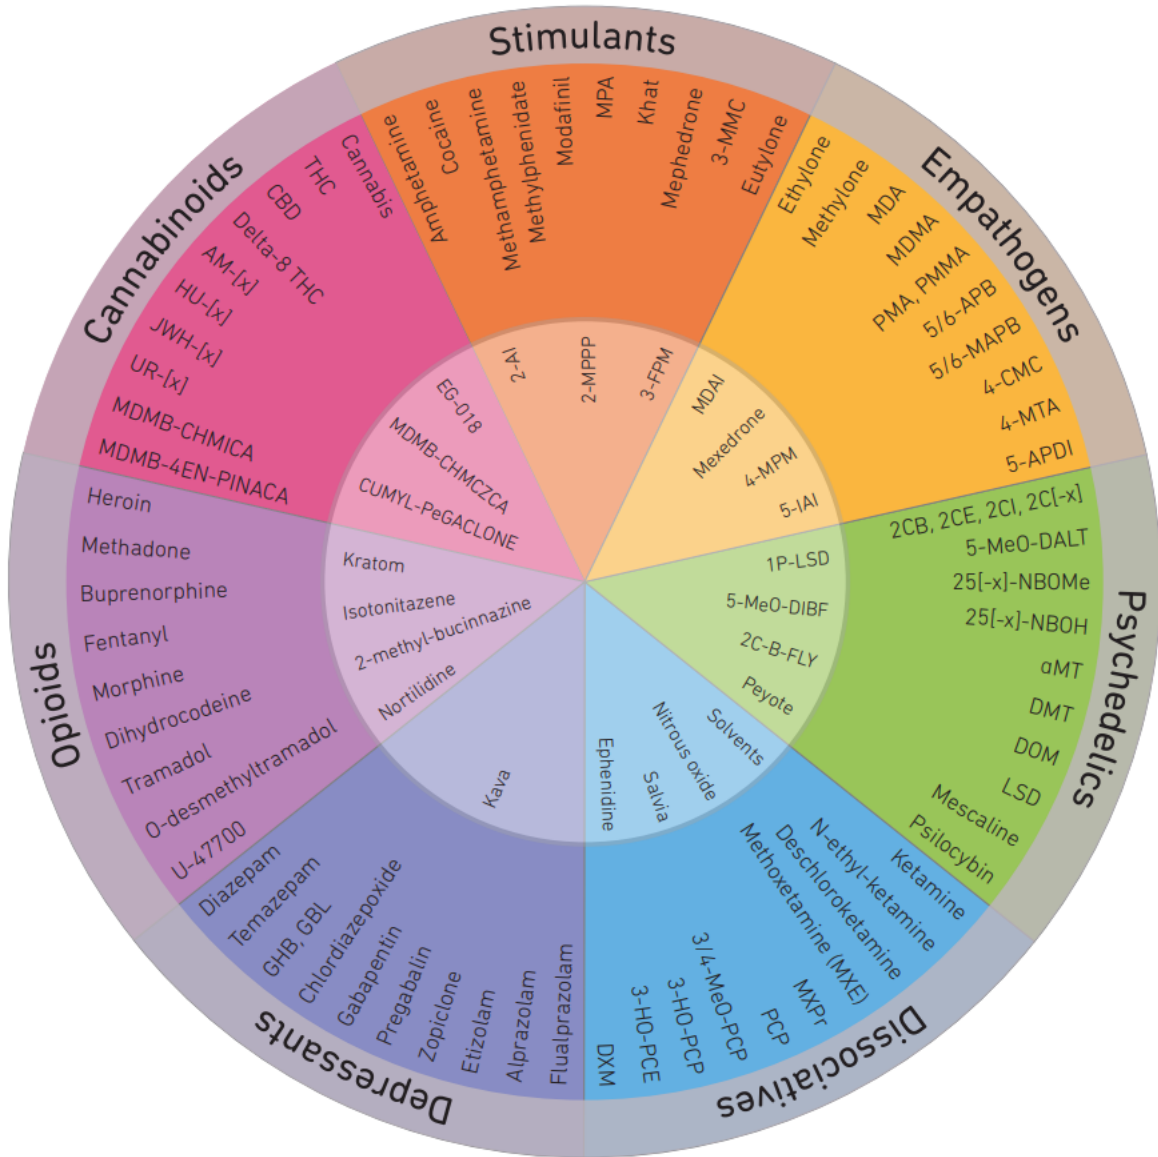 Stimulants
Amphetamine
Cocaine
Methamphetamine
Methylphenidate
Modafinil
MPA
Khat
Mephedrone
3-MMC
Eutylone
2-AI
2-MPPP
3-FPM
Empathogens
Ethylone
Methylone
MDA
MDMA
PMA, PMMA
5/6-APB
5/6-MAPB
4-CMC
4-MTA
5-APDI
MDAI
Mexedrone
4-MPM
5-IAI
Psychedelics
2CB, 2CE, 2CI, 2C[-x]
5-MeO-DALT
25[-x]-NBOMe
25[-x]-NBOH
αMT
DMT
DOM
LSD
Mescaline
Psilocybin
1P-LSD
5-MeO-DIBF
2C-B-FLY
Peyote
Dissociatives
Ketamine
N-ethyl-ketamine
Deschloroketamine
Methoxetamine (MXE)
MXPr
PCP
3/4-MeO-PCP
3-HO-PCP
3-HO-PCE
DXM
Solvents
Nitrous oxide
Salvia
Ephenidine
Depressants
Flualprazolam
Alprazolam
Etizolam
Zopiclone
Pregabalin
Gabapentin
Chlordiazepoxide
GHB, GBL
Temazepam
Diazepam
Kava
Opioids
U-47700
O-desmethyltramadol
Tramadol
Dihydrocodeine
Morphine
Fentanyl
Buprenorphine
Methadone
Heroin
Nortilidine
2-methyl-bucinnazine
Isotonitazene
Kratom
Cannabinoids
MDMB-4EN-PINACA
MDMB-CHMICA
UR-[x]
JWH-[x]
HU-[x]
AM-[x]
Delta-8 THC
CBD
THC
Cannabis
CUMYL-PeGACLONE
MDMB-CHMCZCA
EG-018